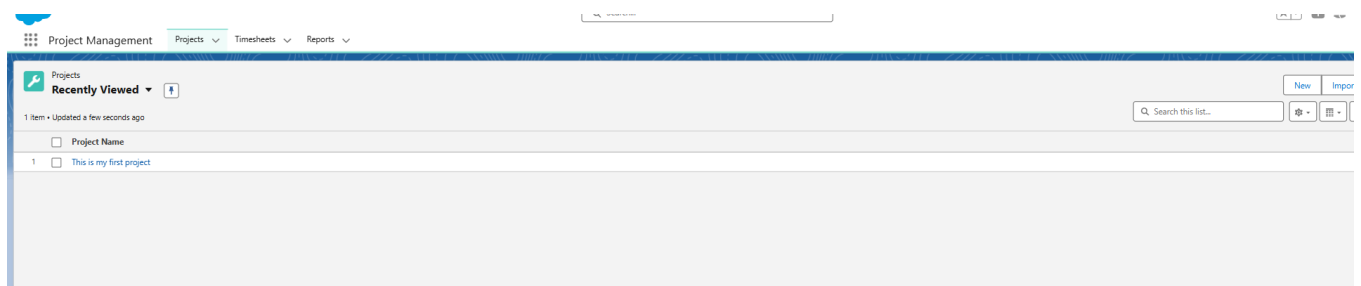 Project Management Projects Timesheets Reports
Projects
Recently Viewed
New
1 item • Updated a few seconds ago
Search this list...
Project Name
1 This is my first project